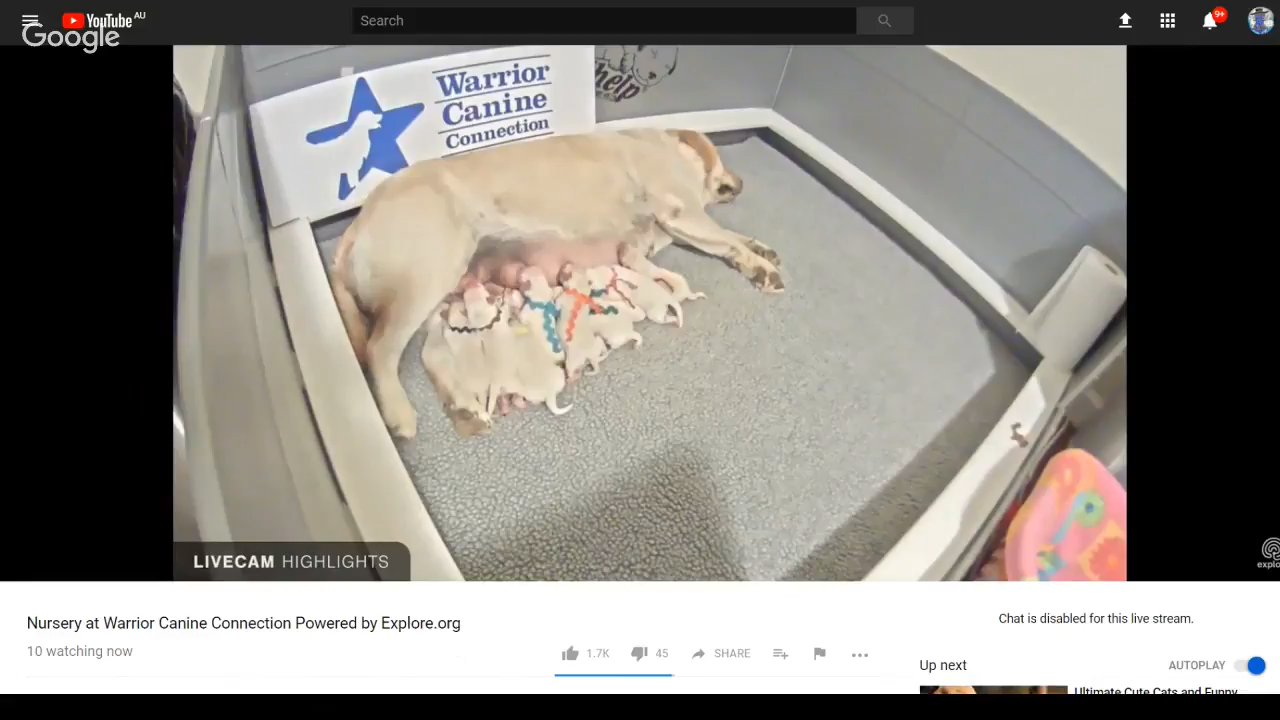 YouTube AU
Google
Search
9+
Warrior
Canine
Connection
help
LIVECAM HIGHLIGHTS
explo
Nursery at Warrior Canine Connection Powered by Explore.org
10 watching now
1.7K
45
SHARE
Chat is disabled for this live stream.
Up next
AUTOPLAY
Ultimate Cute Cats and Funny